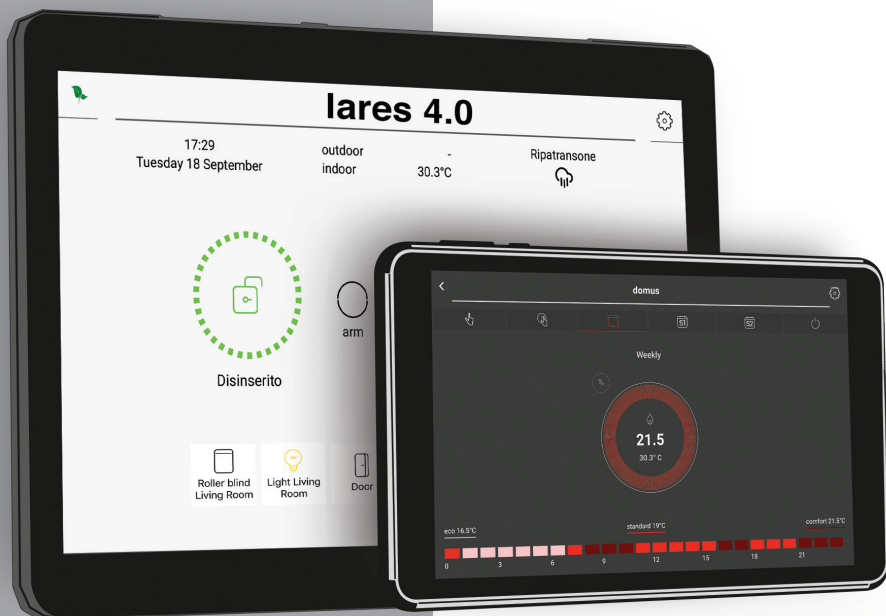 lares 4.0
17:29
Tuesday 18 September
outdoor -
indoor 30.3°C
Ripatransone
Disinserito
arm
Roller blind
Living Room
Light Living
Room
Door
domus
S1
S2
Weekly
21.5
30.3° C
eco 16.5°C
standard 19°C
comfort 21.5°C
0 3 6 9 12 15 18 21